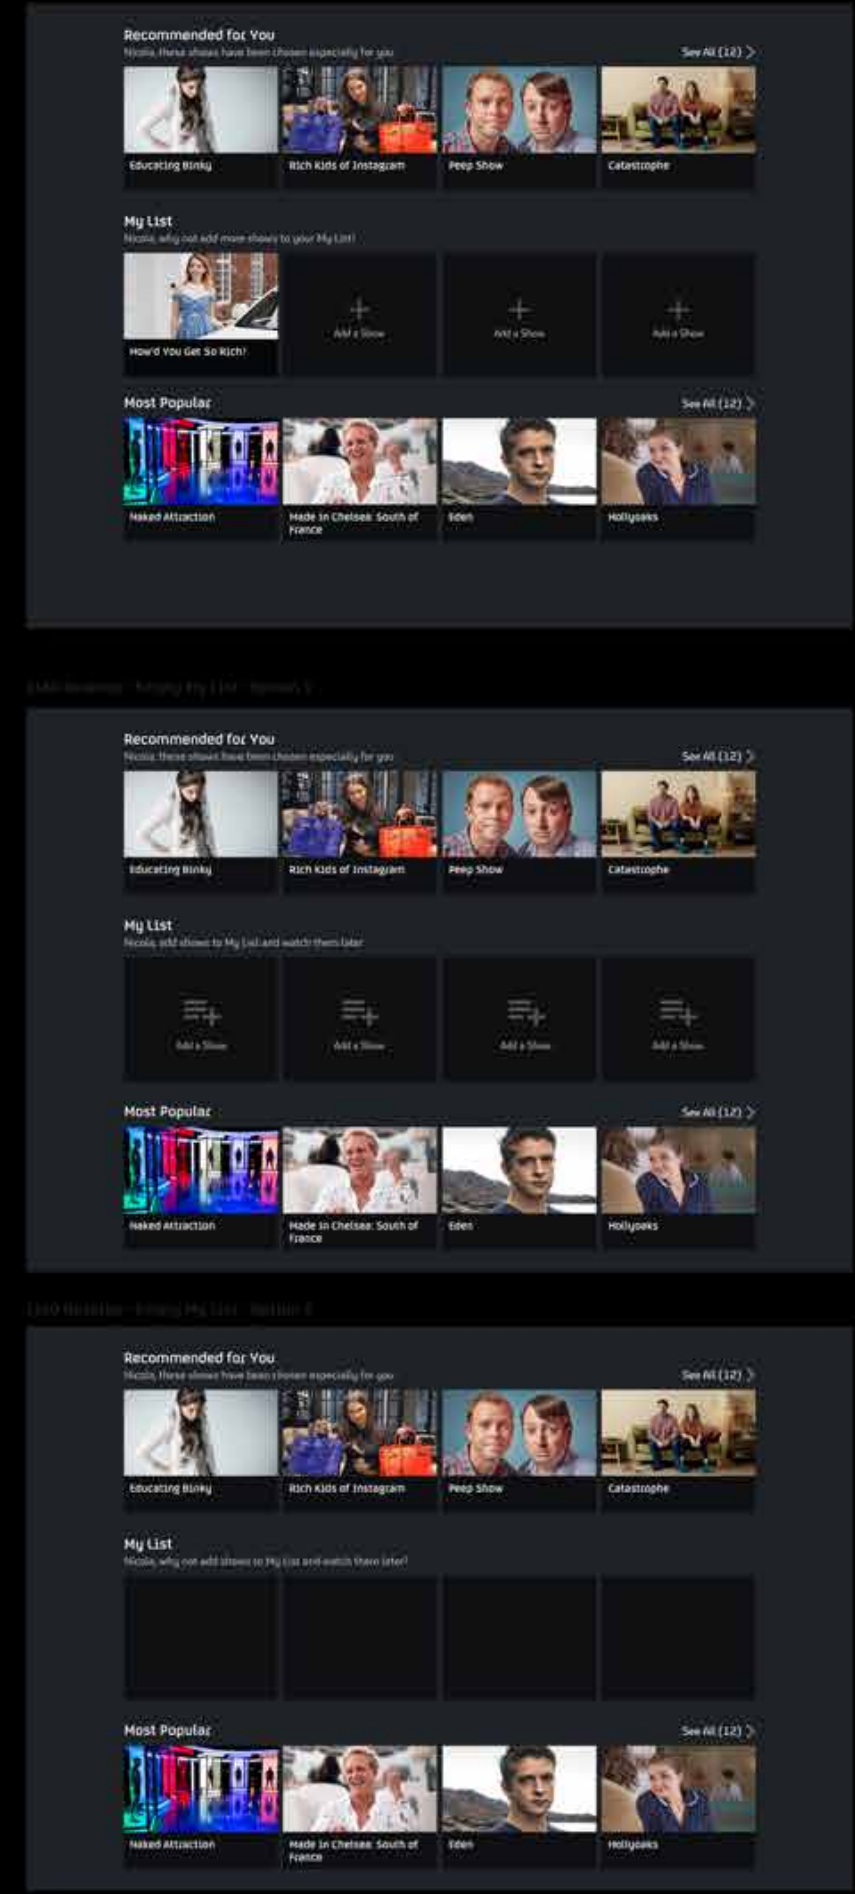 Recommended for You
Nicola, these shows have been chosen especially for you
See All (12)
Educating Binky
Rich Kids of Instagram
Peep Show
Catastrophe
My List
Nicola, why not add more shows to your My List?
Add a Show
Add a Show
Add a Show
How'd You Get So Rich?
Most Popular
See All (12)
Naked Attraction
Made in Chelsea: South of
France
Eden
Hollyoaks
Empty My List - Option
Recommended for You
Nicola, these shows have been chosen especially for you
See All (12)
Educating Binky
Rich Kids of Instagram
Peep Show
Catastrophe
My List
Nicola, add shows to My List and watch them later
Add a Show
Add a Show
Add a Show
Add a Show
Most Popular
See All (12)
Naked Attraction
Made in Chelsea: South of
France
Eden
Hollyoaks
Empty My List - Option
Recommended for You
Nicola, these shows have been chosen especially for you
See All (12)
Educating Binky
Rich Kids of Instagram
Peep Show
Catastrophe
My List
Nicola, why not add shows to My List and watch them later?
Most Popular
See All (12)
Naked Attraction
Made in Chelsea: South of
France
Eden
Hollyoaks